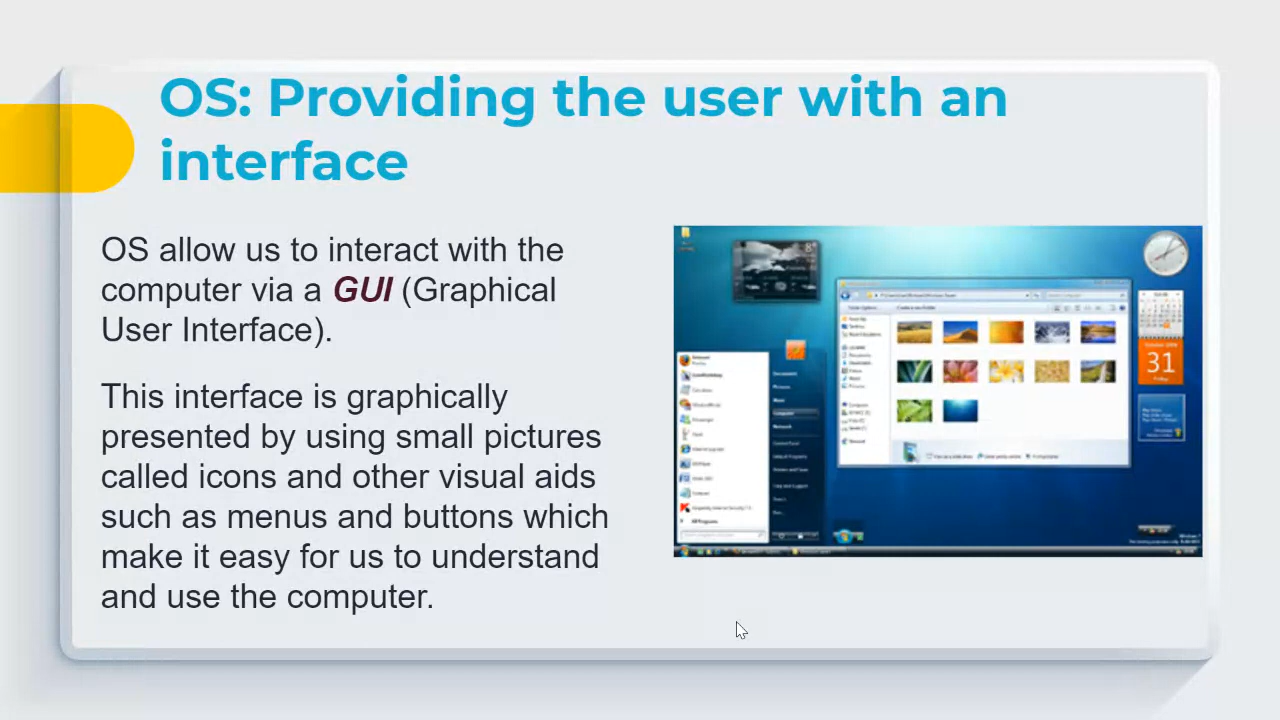 OS: Providing the user with an
interface
OS allow us to interact with the
computer via a GUI (Graphical
User Interface).
This interface is graphically
presented by using small pictures
called icons and other visual aids
such as menus and buttons which
make it easy for us to understand
and use the computer.
31